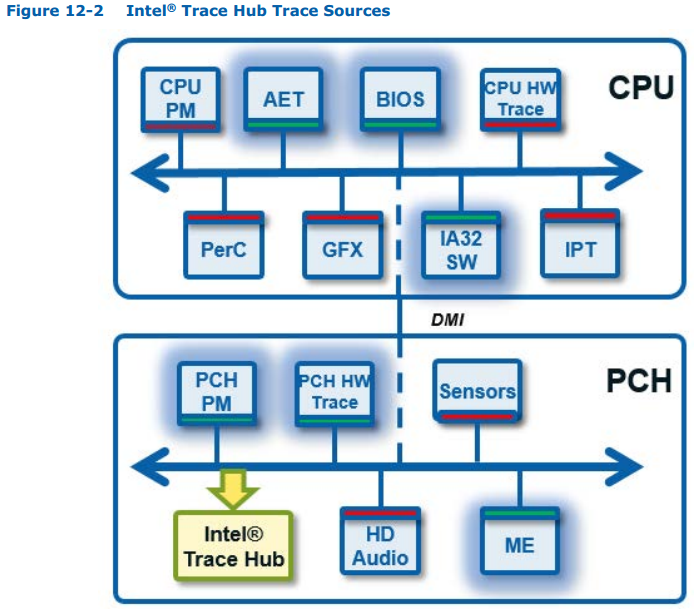 Figure 12-2 Intel® Trace Hub Trace Sources
CPU
CPU
PM
AET
BIOS
CPU HW
Trace
PerC
GFX
IA32
SW
IPT
DMI
PCH
PCH
PM
PCH HW
Trace
Sensors
Intel®
Trace Hub
HD
Audio
ME